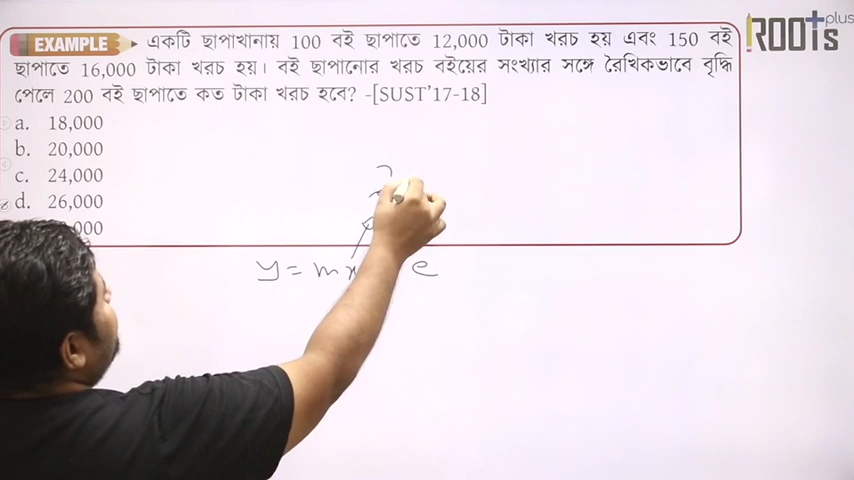 EXAMPLE একটি ছাপাখানায় 100 বই ছাপাতে 12,000 টাকা খরচ হয় এবং 150 বই
ছাপাতে 16,000 টাকা খরচ হয়। বই ছাপানোর খরচ বইয়ের সংখ্যার সঙ্গে রৈখিকভাবে বৃদ্ধি
পেলে 200 বই ছাপাতে কত টাকা খরচ হবে? -[SUST'17-18]
a. 18,000
b. 20,000
c. 24,000
d. 26,000
ROOTs plus
y = mx c